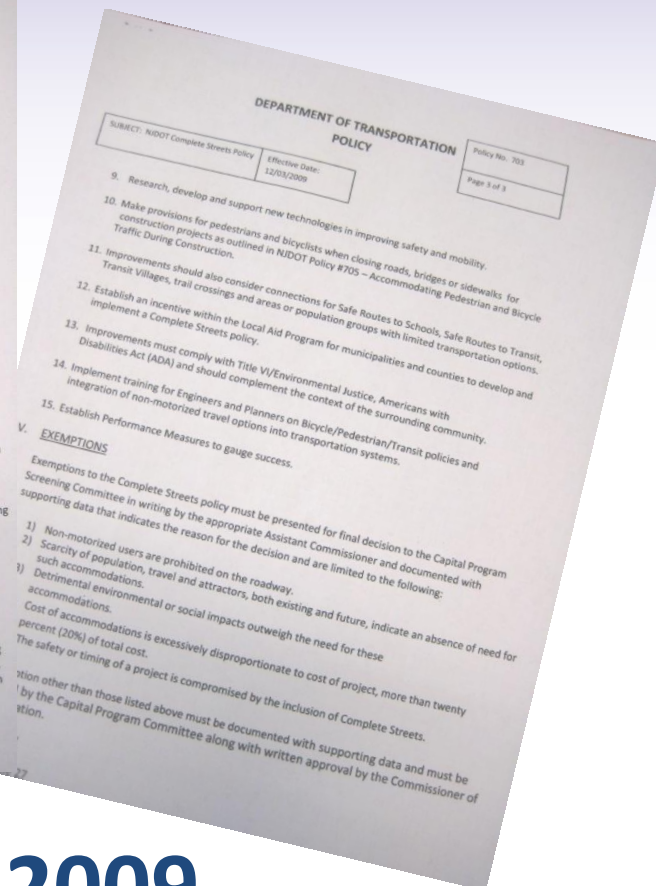 DEPARTMENT OF TRANSPORTATION
POLICY
SUBJECT: NJDOT Complete Streets Policy
Effective Date:
12/03/2009
Policy No. 703
Page 3 of 3
9. Research, develop and support new technologies in improving safety and mobility.
10. Make provisions for pedestrians and bicyclists when closing roads, bridges or sidewalks for
construction projects as outlined in NJDOT Policy #705 – Accommodating Pedestrian and Bicycle
Traffic During Construction.
11. Improvements should also consider connections for Safe Routes to Schools, Safe Routes to Transit,
Transit Villages, trail crossings and areas or population groups with limited transportation options.
12. Establish an incentive within the Local Aid Program for municipalities and counties to develop and
implement a Complete Streets policy.
13. Improvements must comply with Title VI/Environmental Justice, Americans with
Disabilities Act (ADA) and should complement the context of the surrounding community.
14. Implement training for Engineers and Planners on Bicycle/Pedestrian/Transit policies and
integration of non-motorized travel options into transportation systems.
15. Establish Performance Measures to gauge success.
V. EXEMPTIONS
Exemptions to the Complete Streets policy must be presented for final decision to the Capital Program
Screening Committee in writing by the appropriate Assistant Commissioner and documented with
supporting data that indicates the reason for the decision and are limited to the following:
1) Non-motorized users are prohibited on the roadway.
2) Scarcity of population, travel and attractors, both existing and future, indicate an absence of need for
such accommodations.
3) Detrimental environmental or social impacts outweigh the need for these
accommodations.
Cost of accommodations is excessively disproportionate to cost of project, more than twenty
percent (20%) of total cost.
The safety or timing of a project is compromised by the inclusion of Complete Streets.
ption other than those listed above must be documented with supporting data and must be
by the Capital Program Committee along with written approval by the Commissioner of
ation.
27
ng
2009